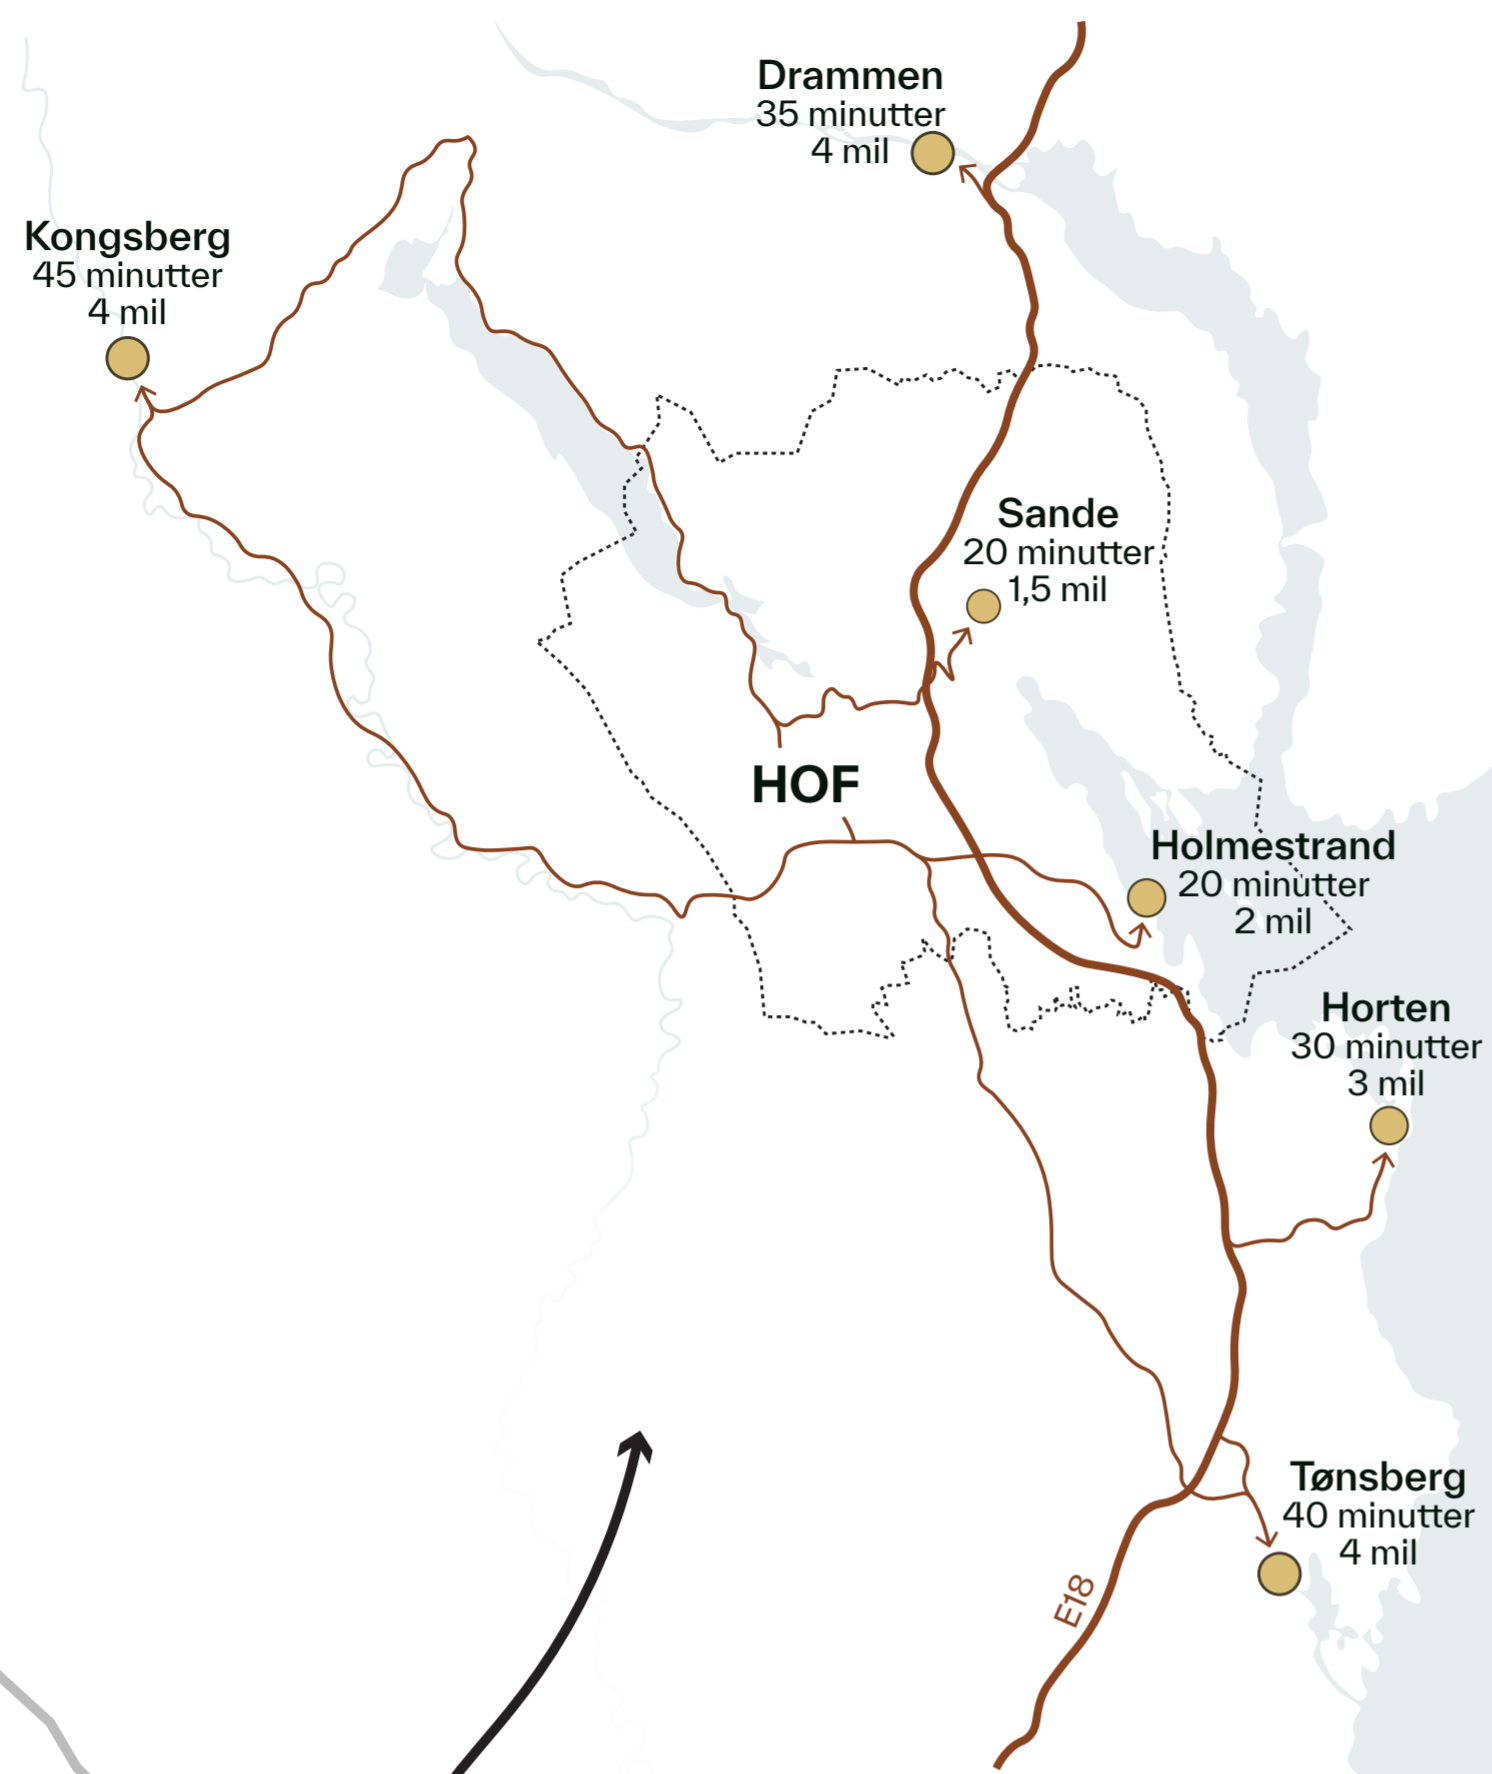 Drammen
35 minutter
4 mil
Kongsberg
45 minutter
4 mil
Sande
20 minutter
1,5 mil
HOF
Holmestrand
20 minutter
2 mil
Horten
30 minutter
3 mil
Tønsberg
40 minutter
4 mil
E18